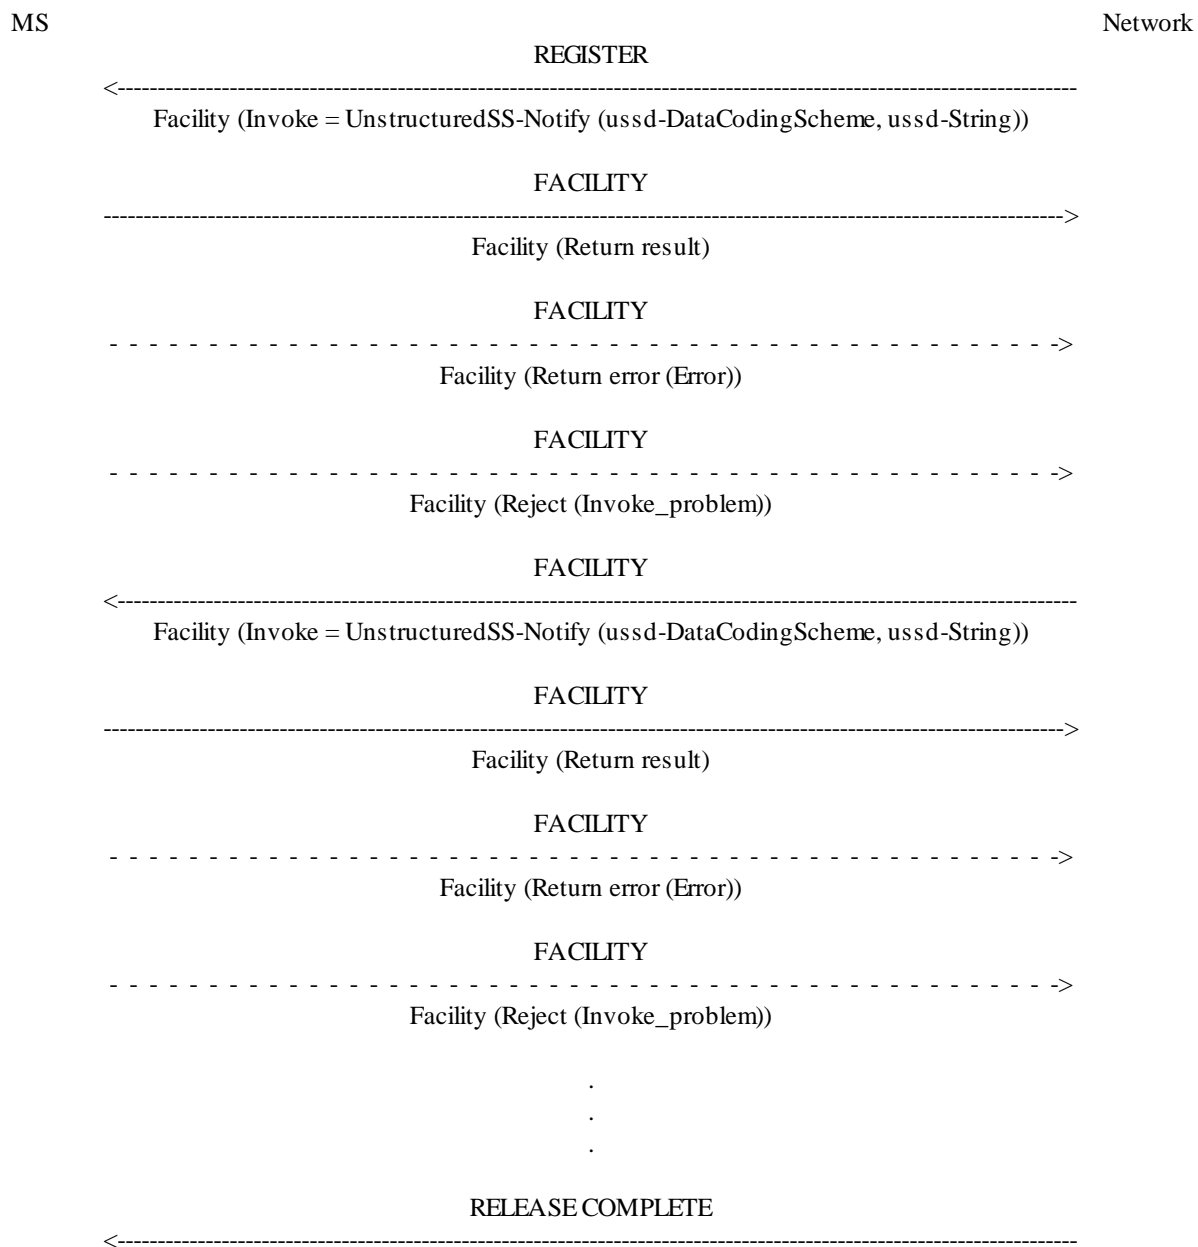 MS Network
REGISTER
<------------------------------------------------------------------------------------------------------------------------
Facility (Invoke = UnstructuredSS-Notify (ussd-DataCodingScheme, ussd-String))
FACILITY
------------------------------------------------------------------------------------------------------------------------>
Facility (Return result)
FACILITY
- - - - - - - - - - - - - - - - - - - - - - - - - - - - - - - - - - - - - - - - - - - - - - - ->
Facility (Return error (Error))
FACILITY
- - - - - - - - - - - - - - - - - - - - - - - - - - - - - - - - - - - - - - - - - - - - - - - ->
Facility (Reject (Invoke_problem))
FACILITY
<------------------------------------------------------------------------------------------------------------------------
Facility (Invoke = UnstructuredSS-Notify (ussd-DataCodingScheme, ussd-String))
FACILITY
------------------------------------------------------------------------------------------------------------------------>
Facility (Return result)
FACILITY
- - - - - - - - - - - - - - - - - - - - - - - - - - - - - - - - - - - - - - - - - - - - - - - ->
Facility (Return error (Error))
FACILITY
- - - - - - - - - - - - - - - - - - - - - - - - - - - - - - - - - - - - - - - - - - - - - - - ->
Facility (Reject (Invoke_problem))
.
.
.
RELEASE COMPLETE
<------------------------------------------------------------------------------------------------------------------------